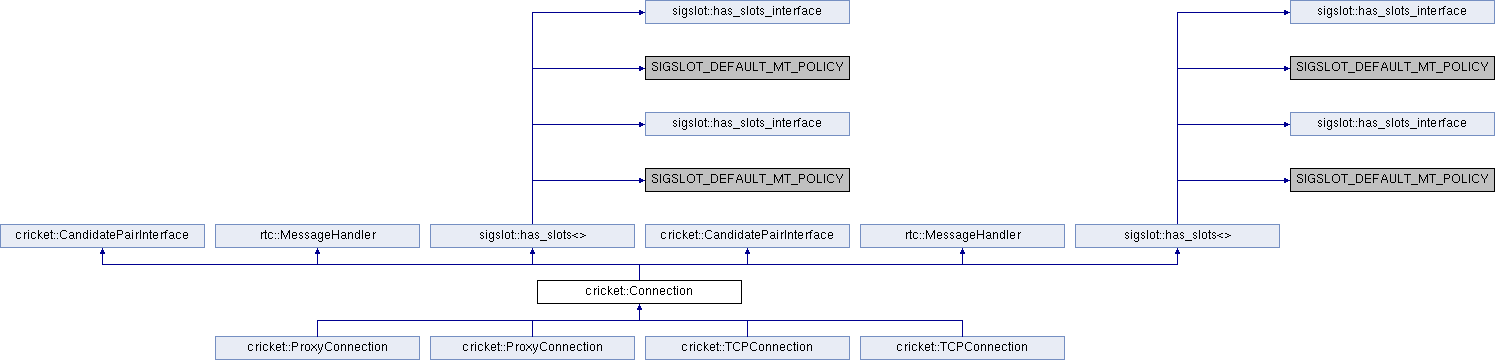 sigslot::has_slots_interface
sigslot::has_slots_interface
SIGSLOT_DEFAULT_MT_POLICY
SIGSLOT_DEFAULT_MT_POLICY
sigslot::has_slots_interface
sigslot::has_slots_interface
SIGSLOT_DEFAULT_MT_POLICY
SIGSLOT_DEFAULT_MT_POLICY
cricket::CandidatePairInterface
rtc::MessageHandler
sigslot::has_slots<>
cricket::CandidatePairInterface
rtc::MessageHandler
sigslot::has_slots<>
cricket::Connection
cricket::ProxyConnection
cricket::ProxyConnection
cricket::TCPConnection
cricket::TCPConnection